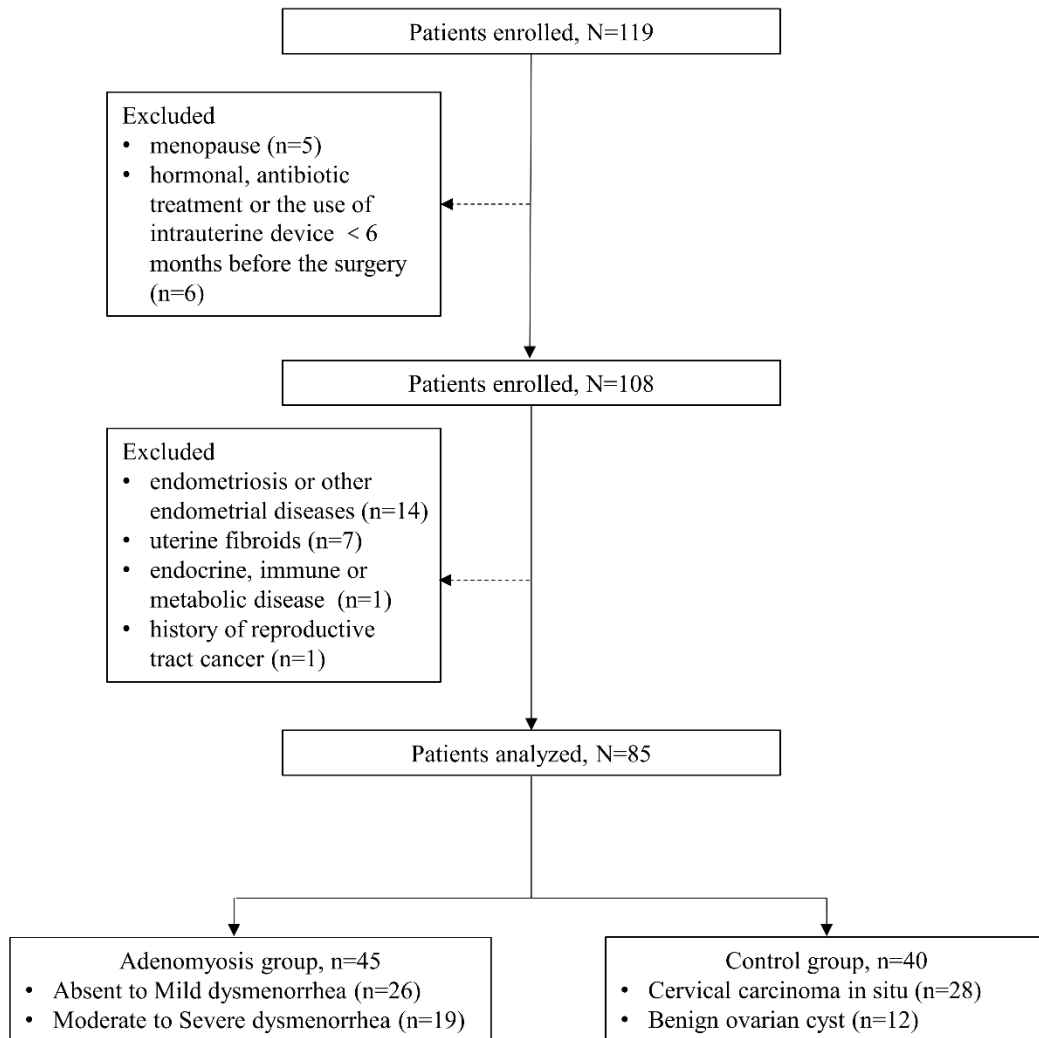 Patients enrolled, N=119
Excluded
• menopause (n=5)
• hormonal, antibiotic
treatment or the use of
intrauterine device < 6
months before the surgery
(n=6)
Patients enrolled, N=108
Excluded
• endometriosis or other
endometrial diseases (n=14)
• uterine fibroids (n=7)
• endocrine, immune or
metabolic disease (n=1)
• history of reproductive
tract cancer (n=1)
Patients analyzed, N=85
Adenomyosis group, n=45
• Absent to Mild dysmenorrhea (n=26)
• Moderate to Severe dysmenorrhea (n=19)
Control group, n=40
• Cervical carcinoma in situ (n=28)
• Benign ovarian cyst (n=12)